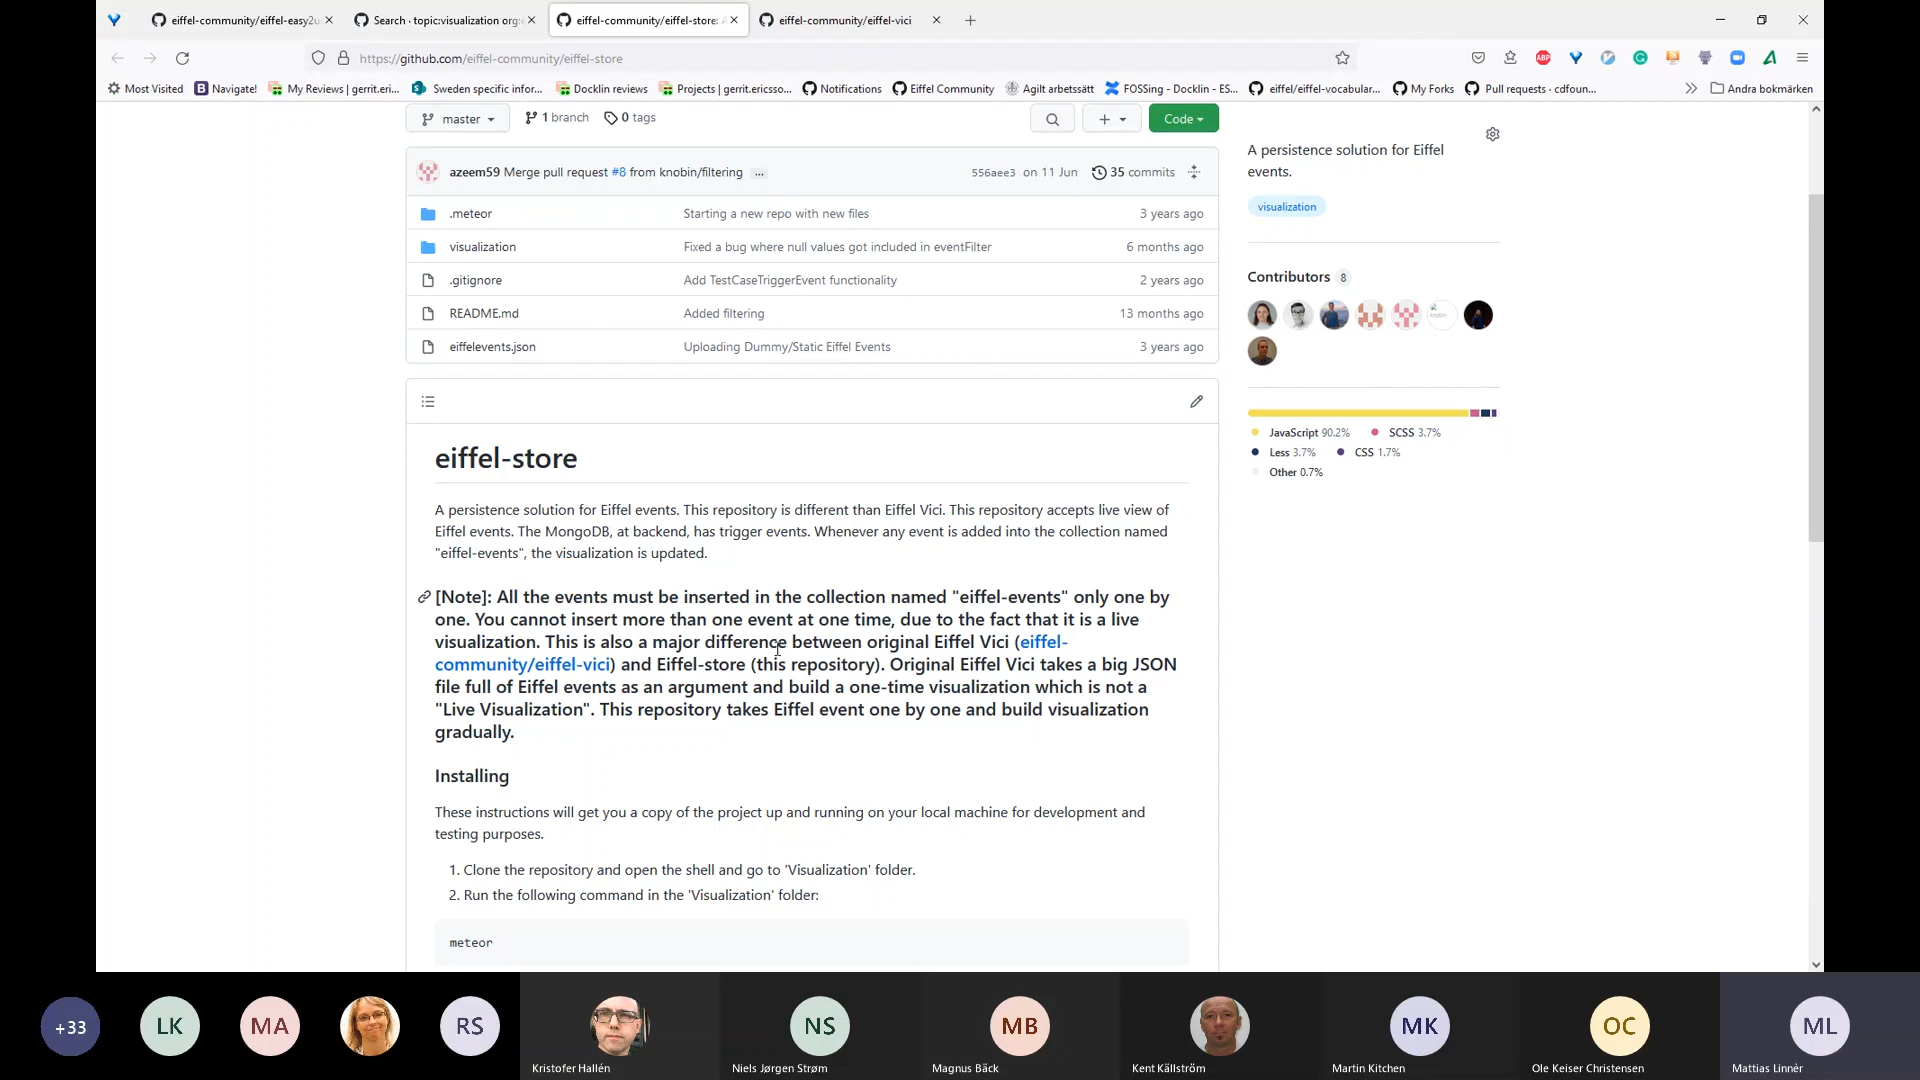 eiffel-community/eiffel-easy2u
Search · topic:visualization org:
eiffel-community/eiffel-store:
eiffel-community/eiffel-vici
https://github.com/eiffel-community/eiffel-store
Most Visited
Navigate!
My Reviews | gerrit.eri...
Sweden specific infor...
Docklin reviews
Projects | gerrit.ericsso...
Notifications
Eiffel Community
Agilt arbetssätt
FOSSing - Docklin - ES...
eiffel/eiffel-vocabular...
My Forks
Pull requests · cdfoun...
Andra bokmärken
master
1 branch
0 tags
Code
azeem59 Merge pull request #8 from knobin/filtering ...
556aee3 on 11 Jun
35 commits
.meteor Starting a new repo with new files 3 years ago
visualization Fixed a bug where null values got included in eventFilter 6 months ago
.gitignore Add TestCaseTriggerEvent functionality 2 years ago
README.md Added filtering 13 months ago
eiffelevents.json Uploading Dummy/Static Eiffel Events 3 years ago
A persistence solution for Eiffel
events.
visualization
Contributors 8
JavaScript 90.2% SCSS 3.7%
Less 3.7% CSS 1.7%
Other 0.7%
eiffel-store
A persistence solution for Eiffel events. This repository is different than Eiffel Vici. This repository accepts live view of
Eiffel events. The MongoDB, at backend, has trigger events. Whenever any event is added into the collection named
"eiffel-events", the visualization is updated.
[Note]: All the events must be inserted in the collection named "eiffel-events" only one by
one. You cannot insert more than one event at one time, due to the fact that it is a live
visualization. This is also a major difference between original Eiffel Vici (eiffel-
community/eiffel-vici) and Eiffel-store (this repository). Original Eiffel Vici takes a big JSON
file full of Eiffel events as an argument and build a one-time visualization which is not a
"Live Visualization". This repository takes Eiffel event one by one and build visualization
gradually.
Installing
These instructions will get you a copy of the project up and running on your local machine for development and
testing purposes.
1. Clone the repository and open the shell and go to 'Visualization' folder.
2. Run the following command in the 'Visualization' folder:
meteor
+33
LK
MA
RS
NS
MB
MK
OC
ML
Kristofer Hallén
Niels Jørgen Strøm
Magnus Bäck
Kent Källström
Martin Kitchen
Ole Keiser Christensen
Mattias Linnèr